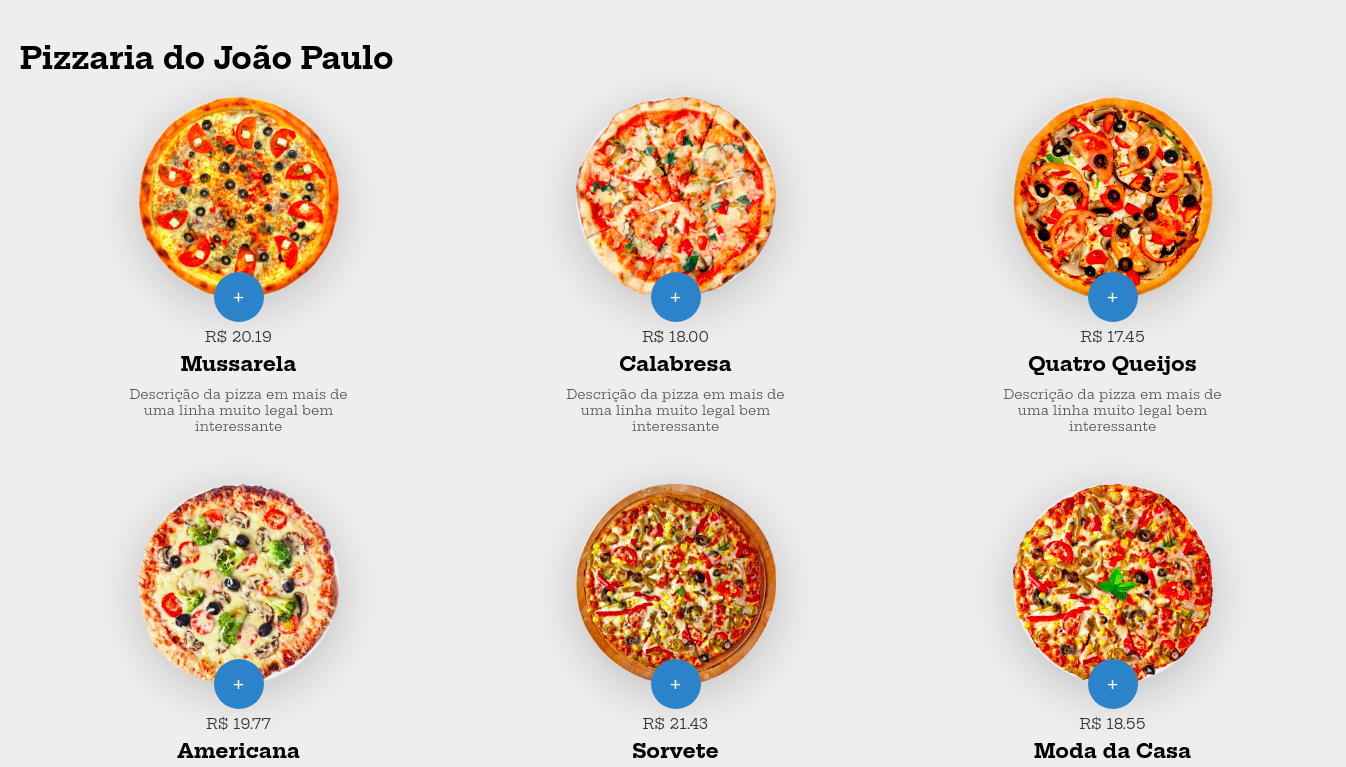 Pizzaria do João Paulo
+
+
+
R$ 20.19
R$ 18.00
R$ 17.45
Mussarela
Calabresa
Quatro Queijos
Descrição da pizza em mais de
uma linha muito legal bem
interessante
Descrição da pizza em mais de
uma linha muito legal bem
interessante
Descrição da pizza em mais de
uma linha muito legal bem
interessante
+
+
+
R$ 19.77
R$ 21.43
R$ 18.55
Americana
Sorvete
Moda da Casa